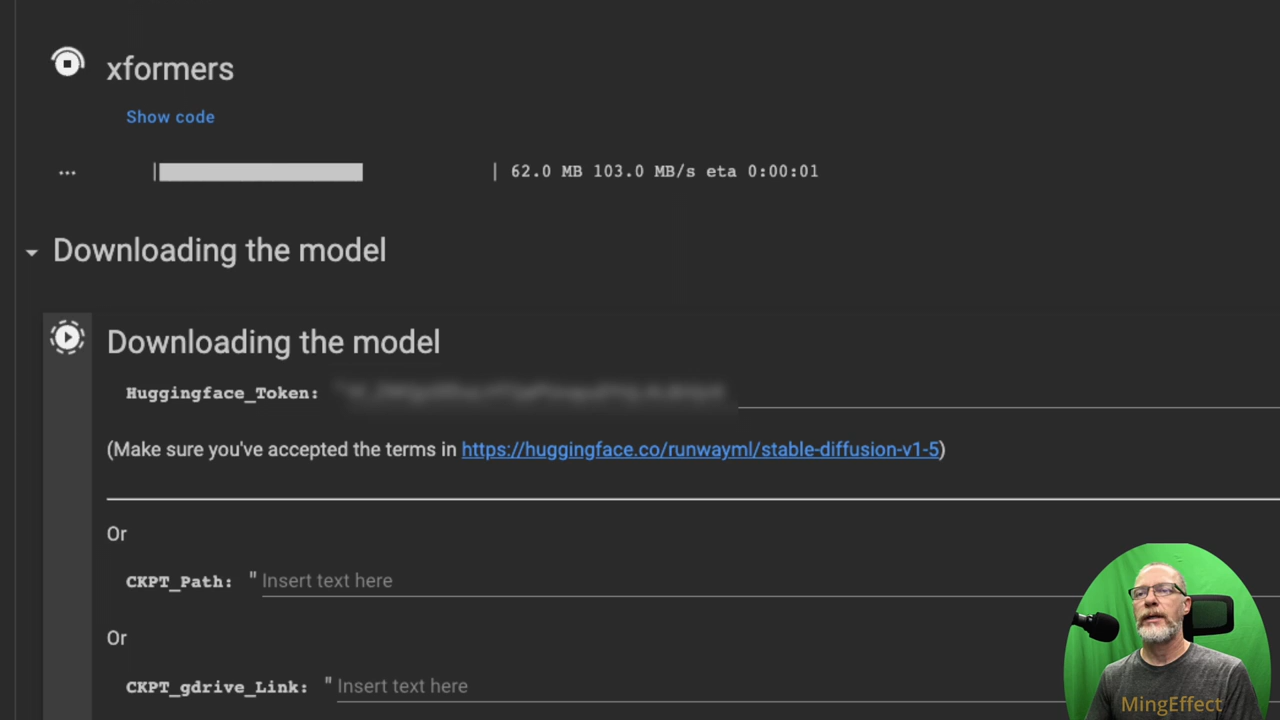 xformers
Show code
... | | 62.0 MB 103.0 MB/s eta 0:00:01
Downloading the model
Downloading the model
Huggingface_Token: "
(Make sure you've accepted the terms in https://huggingface.co/runwayml/stable-diffusion-v1-5)
Or
CKPT_Path: " Insert text here
Or
CKPT_gdrive_Link: " Insert text here
MingEffect